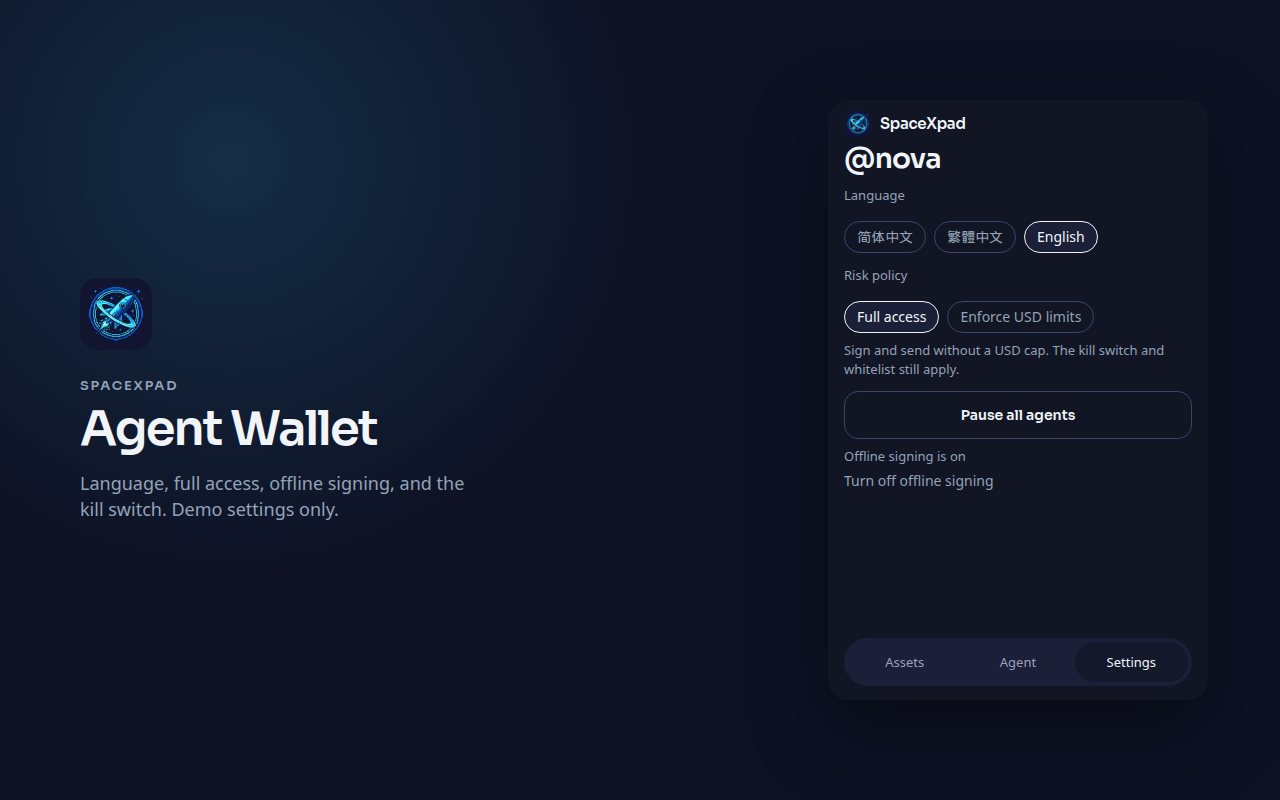 SPACEXPAD
Agent Wallet
Language, full access, offline signing, and the
kill switch. Demo settings only.
SpaceXpad
@nova
Language
简体中文 繁體中文 English
Risk policy
Full access Enforce USD limits
Sign and send without a USD cap. The kill switch and
whitelist still apply.
Pause all agents
Offline signing is on
Turn off offline signing
Assets Agent Settings